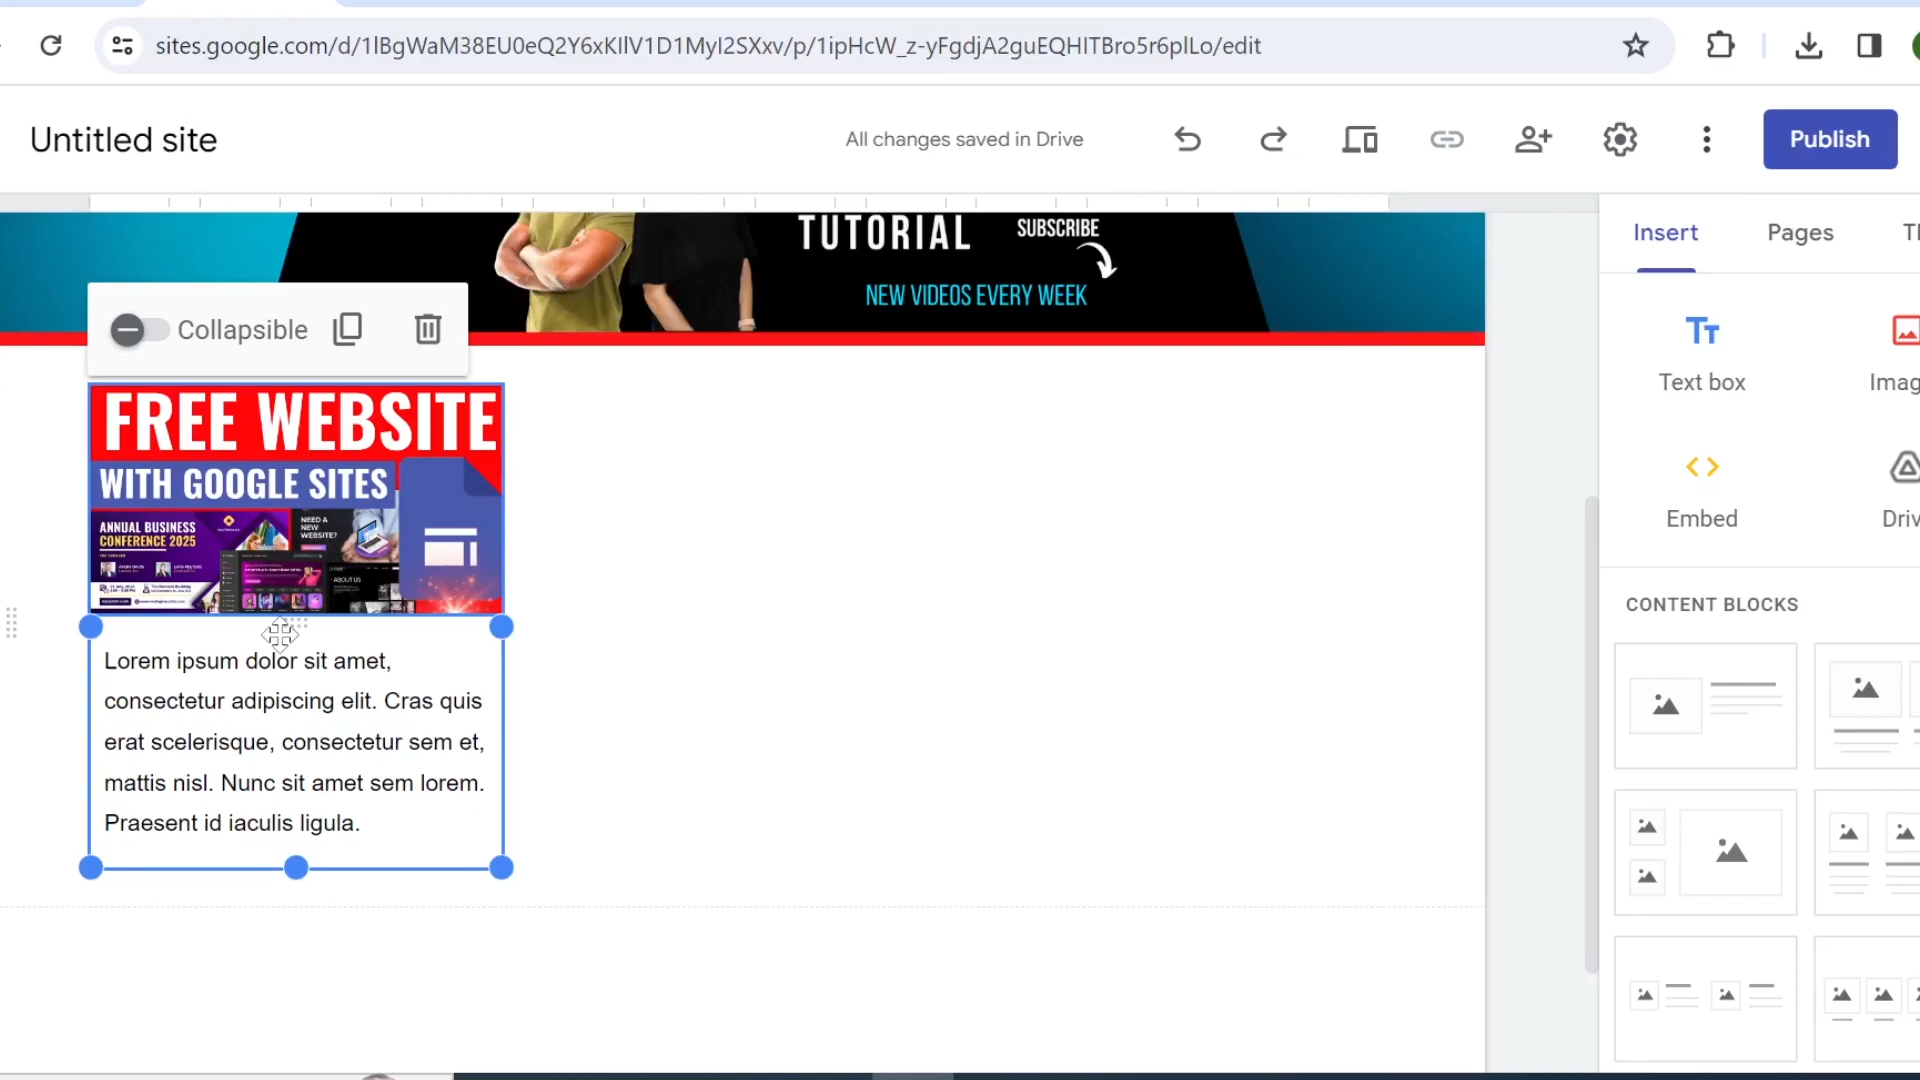 sites.google.com/d/1lBgWaM38EU0eQ2Y6xKIlV1D1MyI2SXxv/p/1ipHcW_z-yFgdjA2guEQHITBro5r6plLo/edit
Untitled site
All changes saved in Drive
Publish
Insert
Pages
TUTORIAL
SUBSCRIBE
NEW VIDEOS EVERY WEEK
Collapsible
Text box
FREE WEBSITE
WITH GOOGLE SITES
ANNUAL BUSINESS
CONFERENCE 2025
NEED A
NEW
WEBSITE?
ABOUT US
Embed
CONTENT BLOCKS
Lorem ipsum dolor sit amet,
consectetur adipiscing elit. Cras quis
erat scelerisque, consectetur sem et,
mattis nisl. Nunc sit amet sem lorem.
Praesent id iaculis ligula.